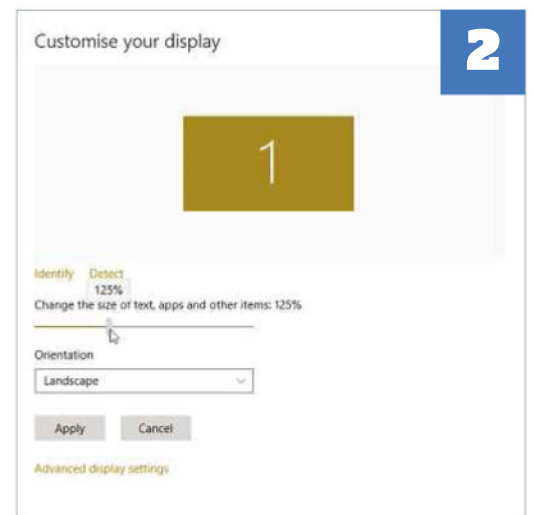 Customise your display
2
1
Identify Detect
125%
Change the size of text, apps and other items: 125%
Orientation
Landscape
Apply Cancel
Advanced display settings